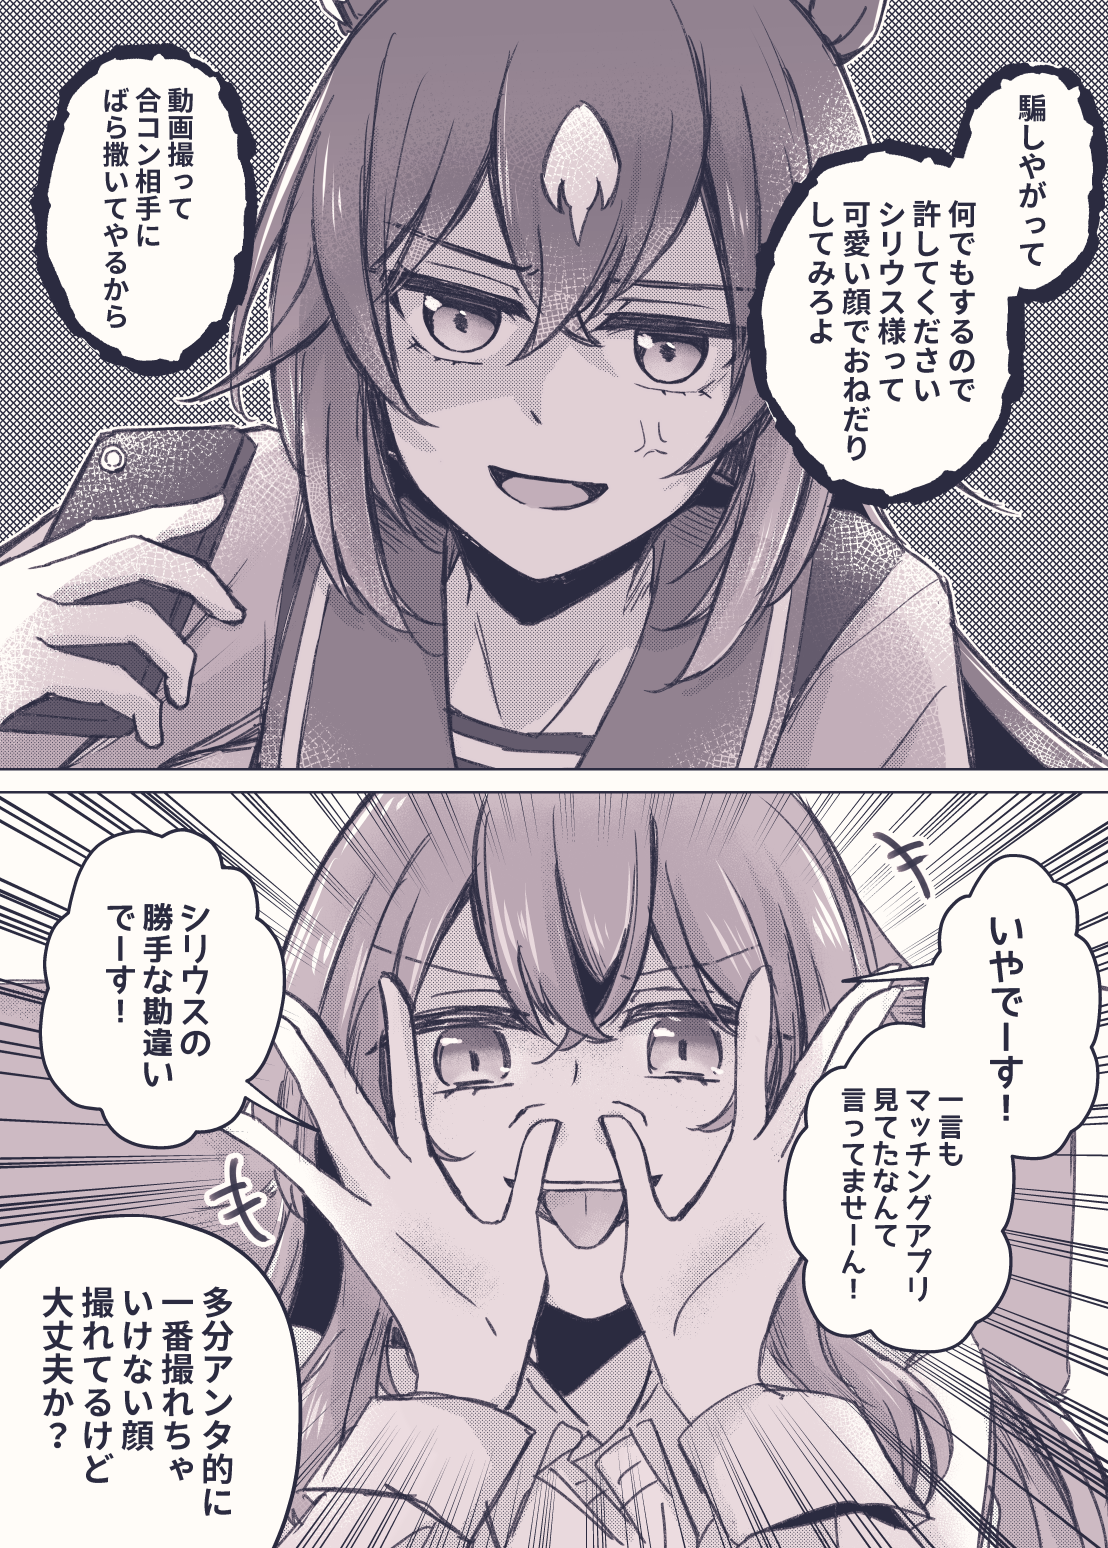 騙しやがって
何でもするので
許してください
シリウス様って
可愛い顔でおねだり
してみろよ
動画撮って
合コン相手に
ばら撒いてやるから
いやでーす！
一言も
マッチングアプリ
見てたなんて
言ってませーん！
シリウスの
勝手な勘違い
でーす！
多分アンタ的に
一番撮れちゃ
いけない顔
撮れてるけど
大丈夫か？